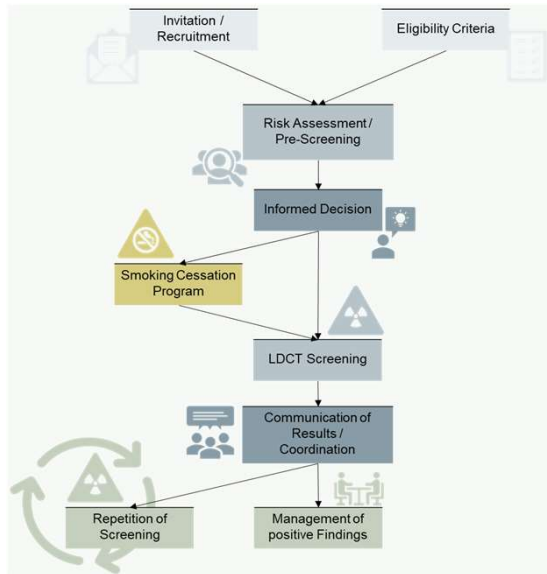 Invitation /
Recruitment
Eligibility Criteria
Risk Assessment /
Pre-Screening
Informed Decision
Smoking Cessation
Program
LDCT Screening
Communication of
Results /
Coordination
Repetition of
Screening
Management of
positive Findings